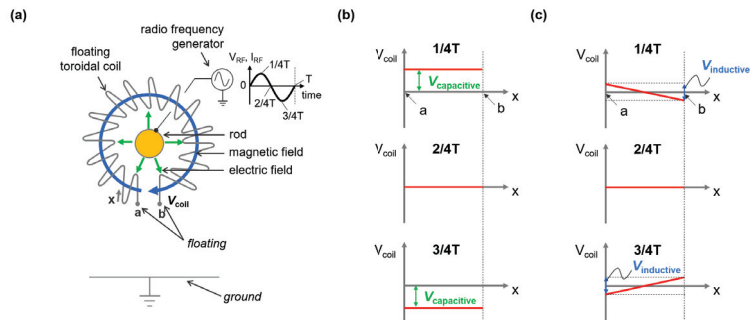 (a)
radio frequency
generator
floating
toroidal coil
V_RF, I_RF
1/4T
T
0
time
2/4T
3/4T
rod
magnetic field
electric field
x
a
b
V_coil
floating
ground
(b)
V_coil
1/4T
V_capacitive
x
a
b
V_coil
2/4T
x
V_coil
3/4T
V_capacitive
x
(c)
V_coil
1/4T
V_inductive
x
a
b
V_coil
2/4T
x
V_coil
3/4T
V_inductive
x